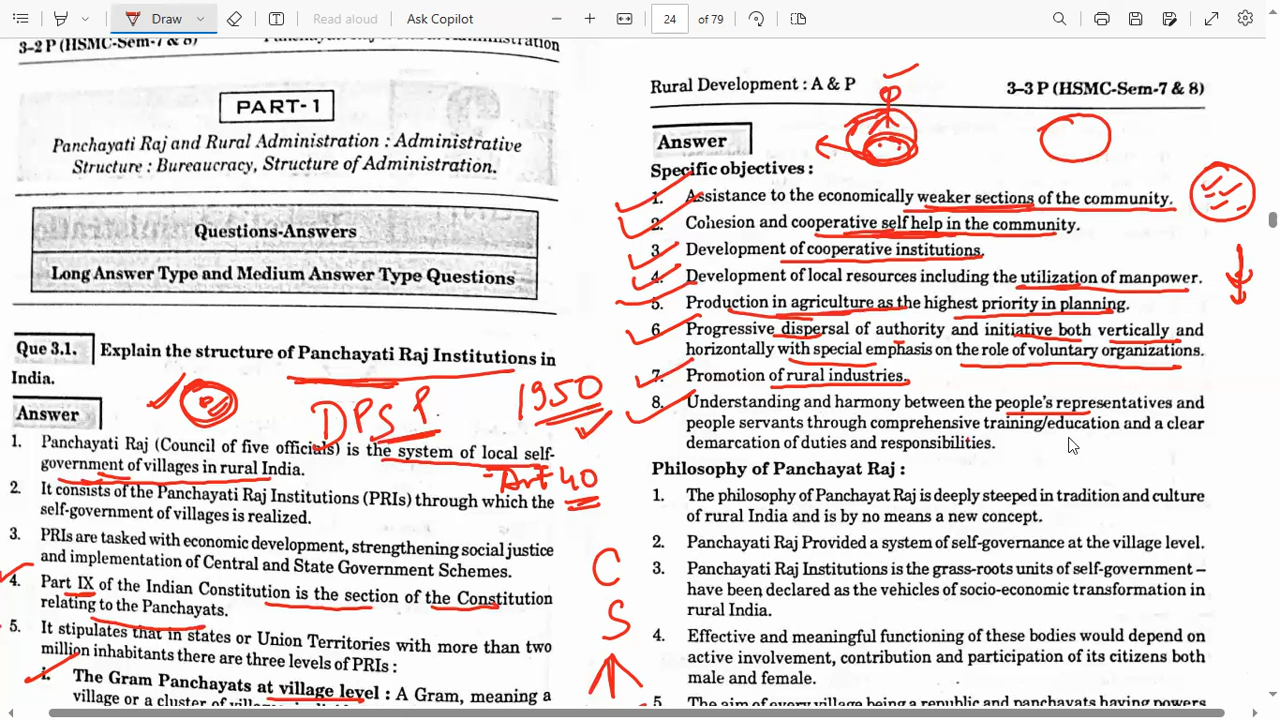 Draw
Read aloud
Ask Copilot
24
of 79
3-2 P (HSMC-Sem-7 & 8)
PART-1
Panchayati Raj and Rural Administration : Administrative
Structure : Bureaucracy, Structure of Administration.
Questions-Answers
Long Answer Type and Medium Answer Type Questions
Que 3.1. Explain the structure of Panchayati Raj Institutions in
India.
DPSP
1950
Answer
1. Panchayati Raj (Council of five officials) is the system of local self-
government of villages in rural India.
Art 40
2. It consists of the Panchayati Raj Institutions (PRIs) through which the
self-government of villages is realized.
3. PRIs are tasked with economic development, strengthening social justice
and implementation of Central and State Government Schemes.
4. Part IX of the Indian Constitution is the section of the Constitution
relating to the Panchayats.
5. It stipulates that in states or Union Territories with more than two
million inhabitants there are three levels of PRIs :
i. The Gram Panchayats at village level : A Gram, meaning a
village or a cluster of
C
S
Rural Development : A & P
3-3 P (HSMC-Sem-7 & 8)
P
Answer
Specific objectives :
1. Assistance to the economically weaker sections of the community.
2. Cohesion and cooperative self help in the community.
3 Development of cooperative institutions.
4. Development of local resources including the utilization of manpower.
5. Production in agriculture as the highest priority in planning.
6. Progressive dispersal of authority and initiative both vertically and
horizontally with special emphasis on the role of voluntary organizations.
7. Promotion of rural industries.
8. Understanding and harmony between the people's representatives and
people servants through comprehensive training/education and a clear
demarcation of duties and responsibilities.
Philosophy of Panchayat Raj :
1. The philosophy of Panchayat Raj is deeply steeped in tradition and culture
of rural India and is by no means a new concept.
2. Panchayati Raj Provided a system of self-governance at the village level.
3. Panchayati Raj Institutions is the grass-roots units of self-government –
have been declared as the vehicles of socio-economic transformation in
rural India.
4. Effective and meaningful functioning of these bodies would depend on
active involvement, contribution and participation of its citizens both
male and female.
5. The aim of every village being a republic and panchayats having powers